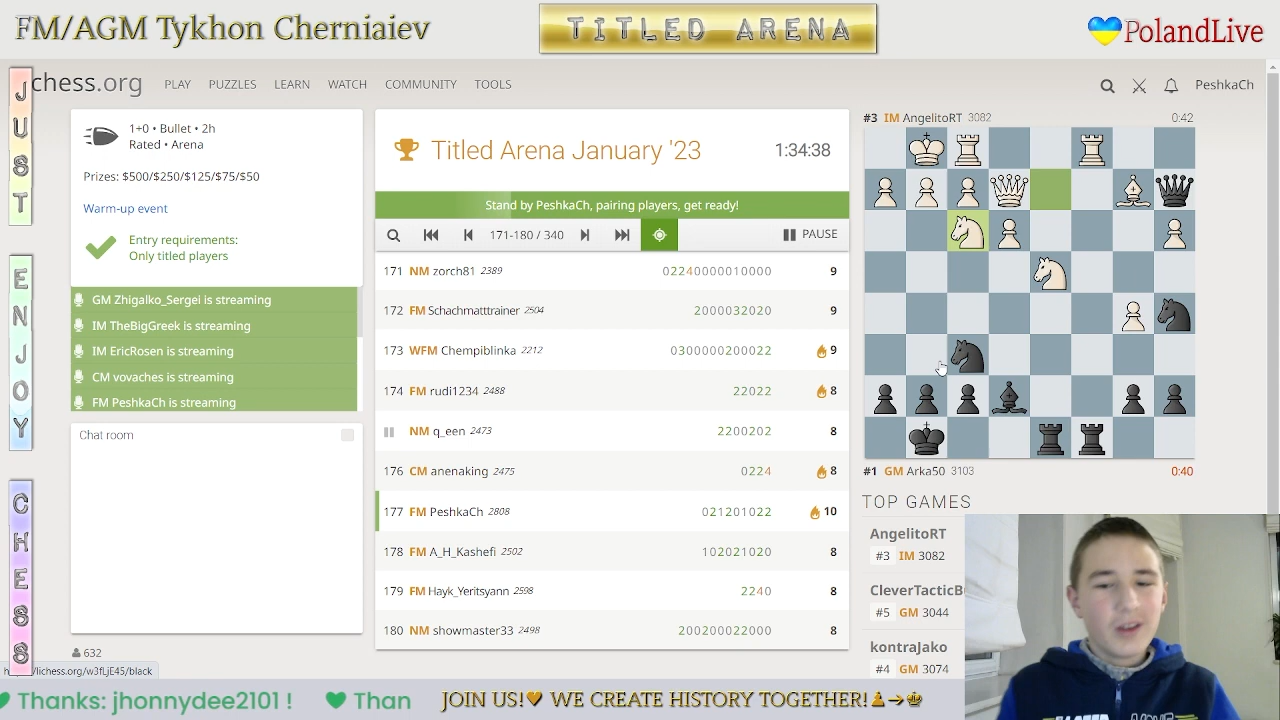 FM/AGM Tykhon Cherniaiev
TITLED ARENA
PolandLive
JUST
ENJOY
CHESS
chess.org
PLAY
PUZZLES
LEARN
WATCH
COMMUNITY
TOOLS
PeshkaCh
1+0 • Bullet • 2h
Rated • Arena
Prizes: $500/$250/$125/$75/$50
Warm-up event
Entry requirements:
Only titled players
GM Zhigalko_Sergei is streaming
IM TheBigGreek is streaming
IM EricRosen is streaming
CM vovaches is streaming
FM PeshkaCh is streaming
Chat room
632
lichess.org/w3fLjE45/black
Titled Arena January '23
1:34:38
Stand by PeshkaCh, pairing players, get ready!
171-180 / 340
PAUSE
171 NM zorch81 2389 02240000010000 9
172 FM Schachmatttrainer 2504 2000032020 9
173 WFM Chempiblinka 2212 0300000200022 9
174 FM rudi1234 2488 22022 8
NM q_een 2473 2200202 8
176 CM anenaking 2475 0224 8
177 FM PeshkaCh 2808 021201022 10
178 FM A_H_Kashefi 2502 102021020 8
179 FM Hayk_Yeritsyann 2598 2240 8
180 NM showmaster33 2498 200200022000 8
#3 IM AngelitoRT 3082 0:42
#1 GM Arka50 3103 0:40
TOP GAMES
AngelitoRT
#3 IM 3082
CleverTacticB
#5 GM 3044
kontraJako
#4 GM 3074
Thanks: jhonnydee2101 !
Than
JOIN US! WE CREATE HISTORY TOGETHER!